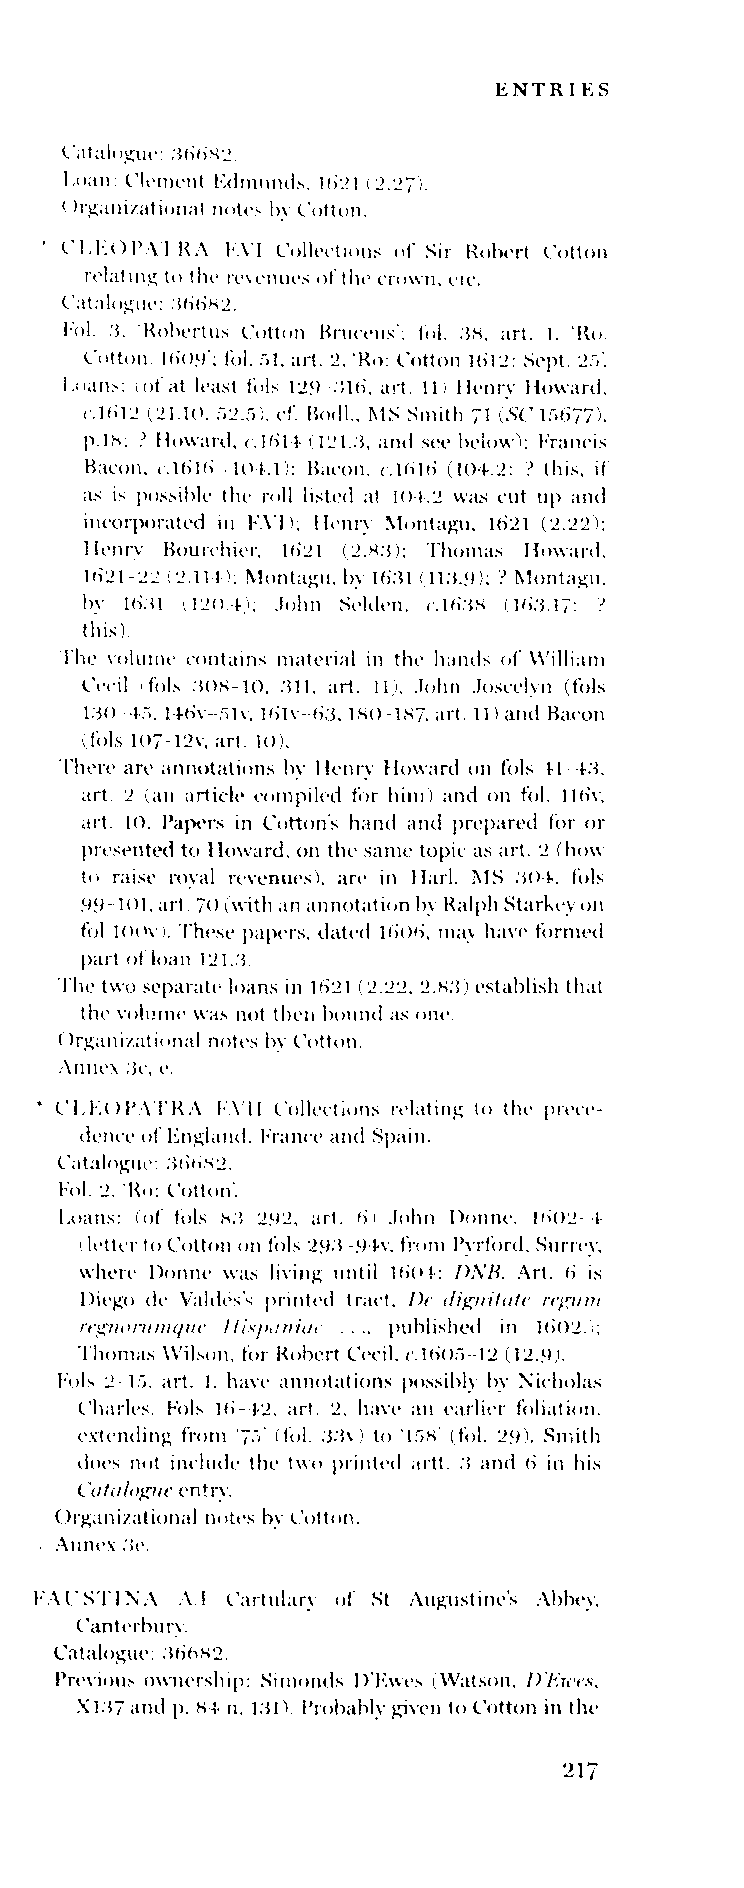 ENTRIES
Catalogue: 36682.
Loan: Clement Edmunds, 1621 (2.27).
Organizational notes by Cotton.
* CLEOPATRA F.VI Collections of Sir Robert Cotton
relating to the revenues of the crown, etc.
Catalogue: 36682.
Fol. 3, 'Robertus Cotton Bruceus'; fol. 38, art. 1, 'Ro.
Cotton. 1609'; fol. 51, art. 2, 'Ro: Cotton 1612: Sept. 25'.
Loans: (of at least fols 129-316, art. 11) Henry Howard,
c.1612 (21.10, 52.5), cf. Bodl., MS Smith 71 (SC 15677),
p.18; ? Howard, c.1614 (121.3, and see below); Francis
Bacon, c.1616 (104.1); Bacon, c.1616 (104.2: ? this, if
as is possible the roll listed at 104.2 was cut up and
incorporated in F.VI); Henry Montagu, 1621 (2.22);
Henry Bourchier, 1621 (2.83); Thomas Howard,
1621-22 (2.114); Montagu, by 1631 (113.9); ? Montagu,
by 1631 (120.4); John Selden, c.1638 (163.17: ?
this).
The volume contains material in the hands of William
Cecil (fols 308-10, 311, art. 11), John Joscelyn (fols
130-45, 146v-51v, 161v-63, 180-187, art. 11) and Bacon
(fols 107-12v, art. 10).
There are annotations by Henry Howard on fols 41-43,
art. 2 (an article compiled for him) and on fol. 116v,
art. 10. Papers in Cotton's hand and prepared for or
presented to Howard, on the same topic as art. 2 (how
to raise royal revenues), are in Harl. MS 304, fols
99-101, art. 70 (with an annotation by Ralph Starkey on
fol 100v). These papers, dated 1606, may have formed
part of loan 121.3.
The two separate loans in 1621 (2.22, 2.83) establish that
the volume was not then bound as one.
Organizational notes by Cotton.
Annex 3c, e.
* CLEOPATRA F.VII Collections relating to the prece-
dence of England, France and Spain.
Catalogue: 36682.
Fol. 2, 'Ro: Cotton'.
Loans: (of fols 83-292, art. 6) John Donne, 1602-4
(letter to Cotton on fols 293-94v, from Pyrford, Surrey,
where Donne was living until 1604: DNB. Art. 6 is
Diego de Valdés's printed tract, De dignitate regum
regnorumque Hispaniae ..., published in 1602.);
Thomas Wilson, for Robert Cecil, c.1605-12 (12.9).
Fols 2-15, art. 1, have annotations possibly by Nicholas
Charles. Fols 16-42, art. 2, have an earlier foliation,
extending from '75' (fol. 33v) to '158' (fol. 29). Smith
does not include the two printed artt. 3 and 6 in his
Catalogue entry.
Organizational notes by Cotton.
Annex 3e.
FAUSTINA A.I Cartulary of St Augustine's Abbey,
Canterbury.
Catalogue: 36682.
Previous ownership: Simonds D'Ewes (Watson, D'Ewes,
X137 and p. 84 n. 131). Probably given to Cotton in the
217